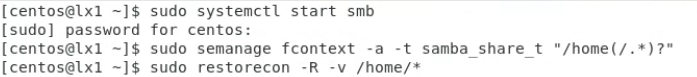 [centos@lx1 ~]$ sudo systemctl start smb
[sudo] password for centos:
[centos@lx1 ~]$ sudo semanage fcontext -a -t samba_share_t "/home(/.*)?"
[centos@lx1 ~]$ sudo restorecon -R -v /home/*